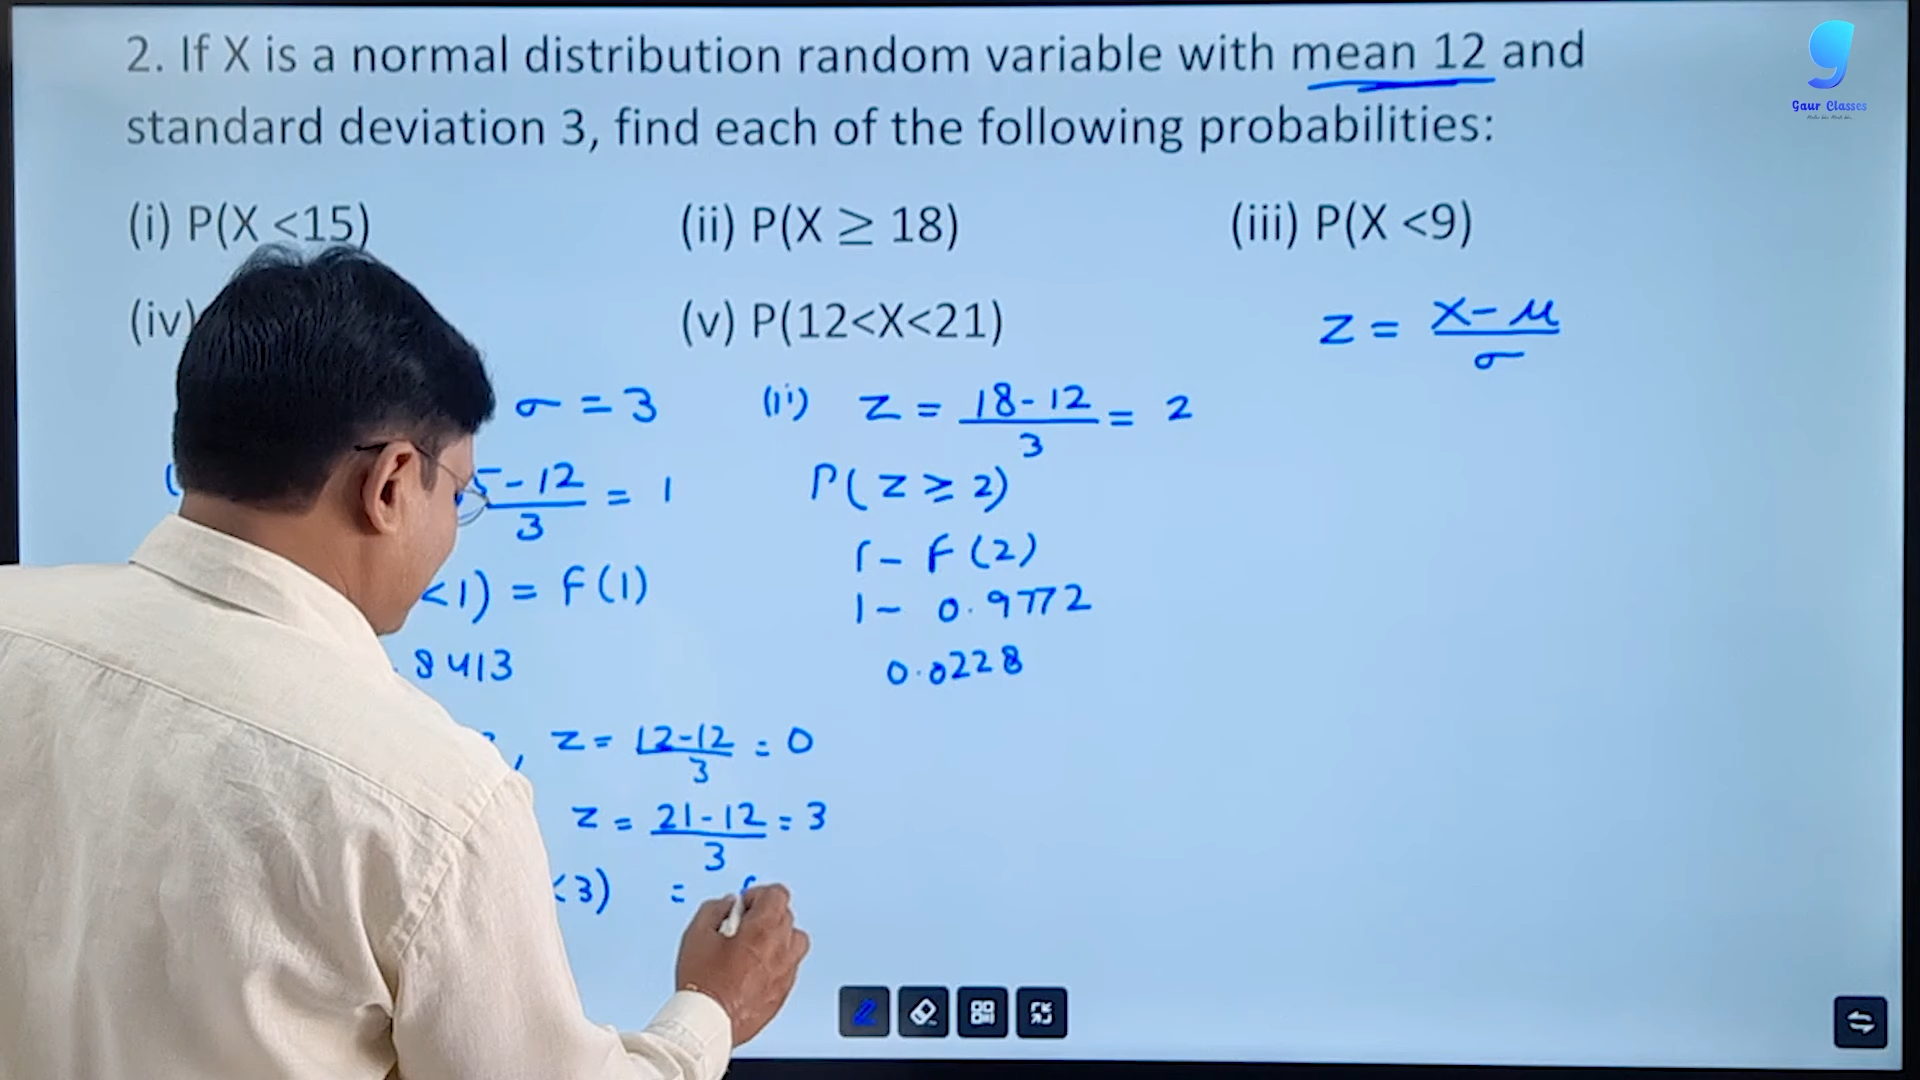 2. If X is a normal distribution random variable with mean 12 and
standard deviation 3, find each of the following probabilities:
(i) P(X <15)
(ii) P(X ≥ 18)
(iii) P(X <9)
(iv)
(v) P(12<X<21)
z = x-μ / σ
σ = 3
5-12 / 3 = 1
<1) = F(1)
.8413
(ii) z = 18-12 / 3 = 2
P(z ≥ 2)
1- F(2)
1- 0.9772
0.0228
, z = 12-12 / 3 = 0
z = 21-12 / 3 = 3
<3) =
g
Gaur Classes